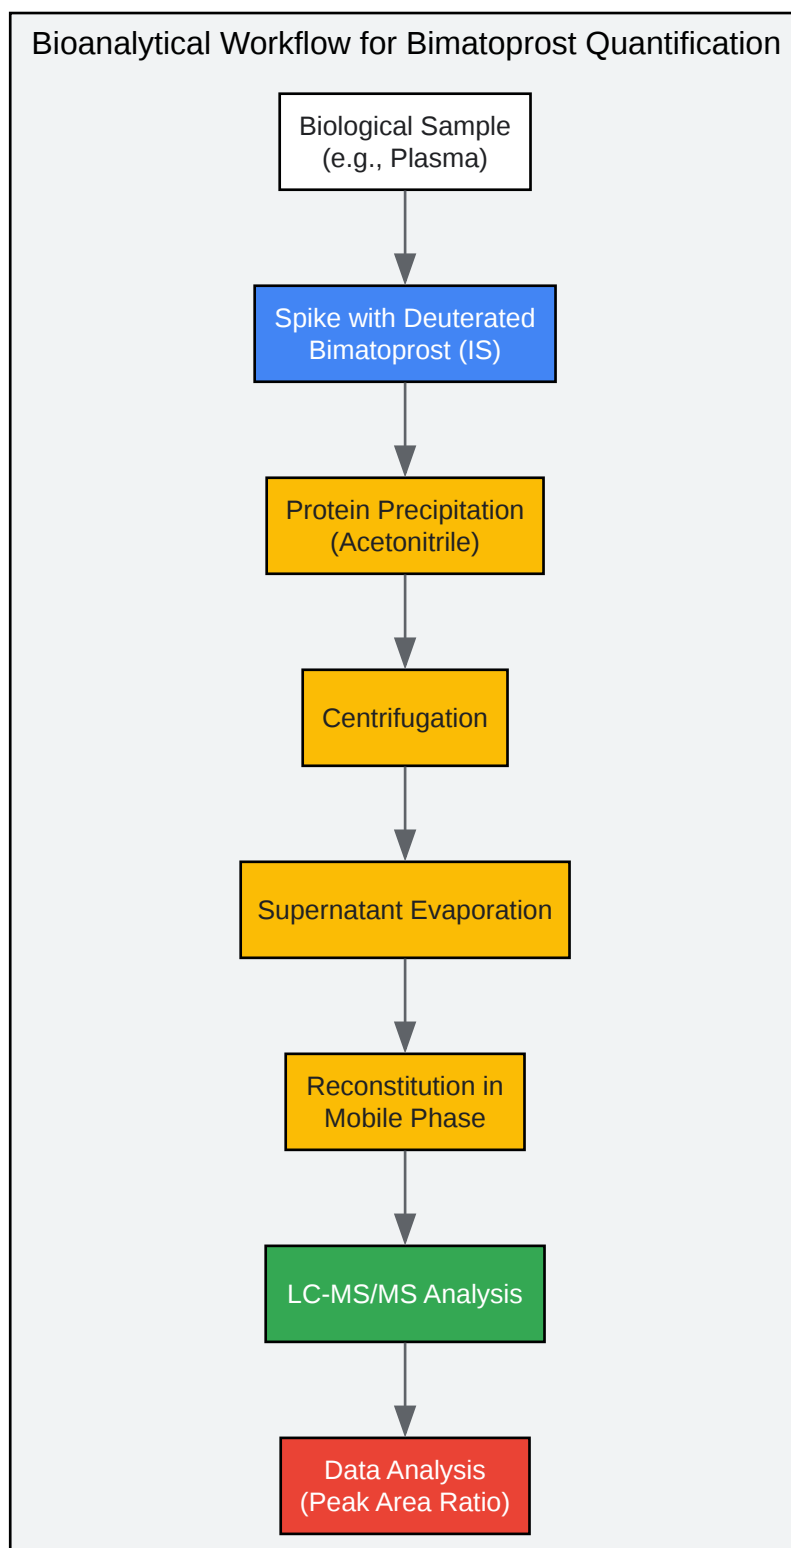 Bioanalytical Workflow for Bimatoprost Quantification
Biological Sample
(e.g., Plasma)
Spike with Deuterated
Bimatoprost (IS)
Protein Precipitation
(Acetonitrile)
Centrifugation
Supernatant Evaporation
Reconstitution in
Mobile Phase
LC-MS/MS Analysis
Data Analysis
(Peak Area Ratio)